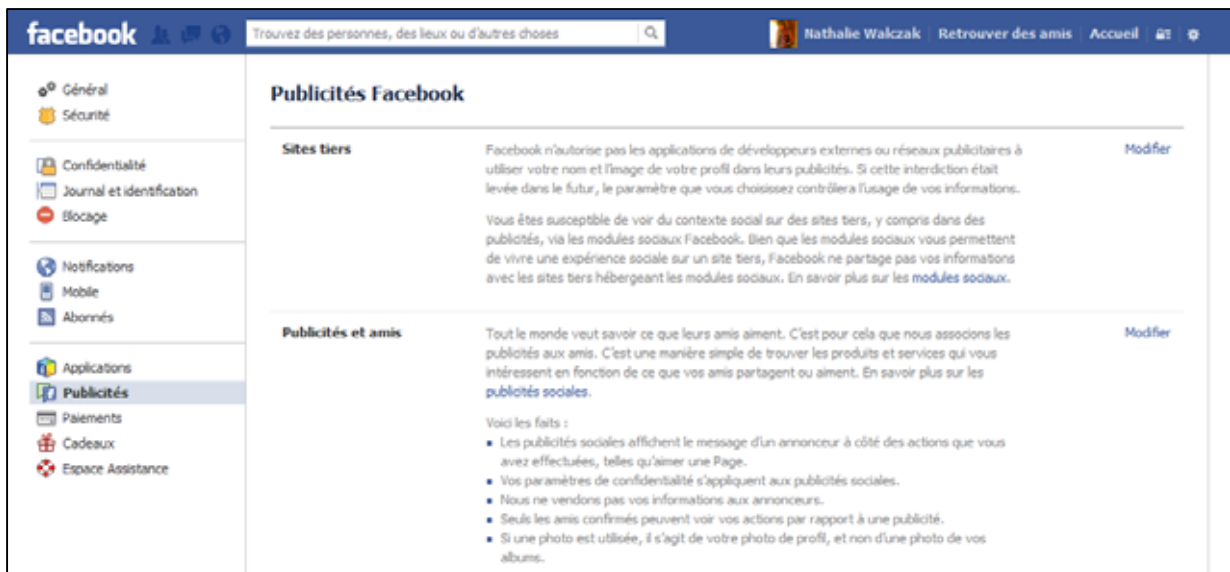 facebook
Trouvez des personnes, des lieux ou d'autres choses
Nathalie Walczak
Retrouver des amis
Accueil
Général
Sécurité
Confidentialité
Journal et identification
Blocage
Notifications
Mobile
Abonnés
Applications
Publicités
Paiements
Cadeaux
Espace Assistance
Publicités Facebook
Sites tiers
Facebook n'autorise pas les applications de développeurs externes ou réseaux publicitaires à
utiliser votre nom et l'image de votre profil dans leurs publicités. Si cette interdiction était
levée dans le futur, le paramètre que vous choisissez contrôlera l'usage de vos informations.
Vous êtes susceptible de voir du contexte social sur des sites tiers, y compris dans des
publicités, via les modules sociaux Facebook. Bien que les modules sociaux vous permettent
de vivre une expérience sociale sur un site tiers, Facebook ne partage pas vos informations
avec les sites tiers hébergeant les modules sociaux. En savoir plus sur les modules sociaux.
Modifier
Publicités et amis
Tout le monde veut savoir ce que leurs amis aiment. C'est pour cela que nous associons les
publicités aux amis. C'est une manière simple de trouver les produits et services qui vous
intéressent en fonction de ce que vos amis partagent ou aiment. En savoir plus sur les
publicités sociales.
Voici les faits :
Les publicités sociales affichent le message d'un annonceur à côté des actions que vous
avez effectuées, telles qu'aimer une Page.
Vos paramètres de confidentialité s'appliquent aux publicités sociales.
Nous ne vendons pas vos informations aux annonceurs.
Seuls les amis confirmés peuvent voir vos actions par rapport à une publicité.
Si une photo est utilisée, il s'agit de votre photo de profil, et non d'une photo de vos
albums.
Modifier